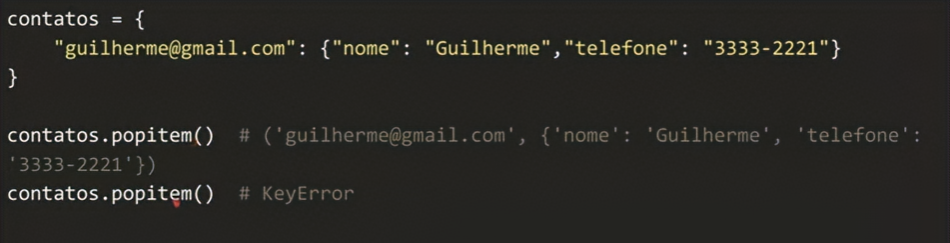 contatos = {
    "guilherme@gmail.com": {"nome": "Guilherme","telefone": "3333-2221"}
}
contatos.popitem()  # ('guilherme@gmail.com', {'nome': 'Guilherme', 'telefone':
'3333-2221'})
contatos.popitem()  # KeyError